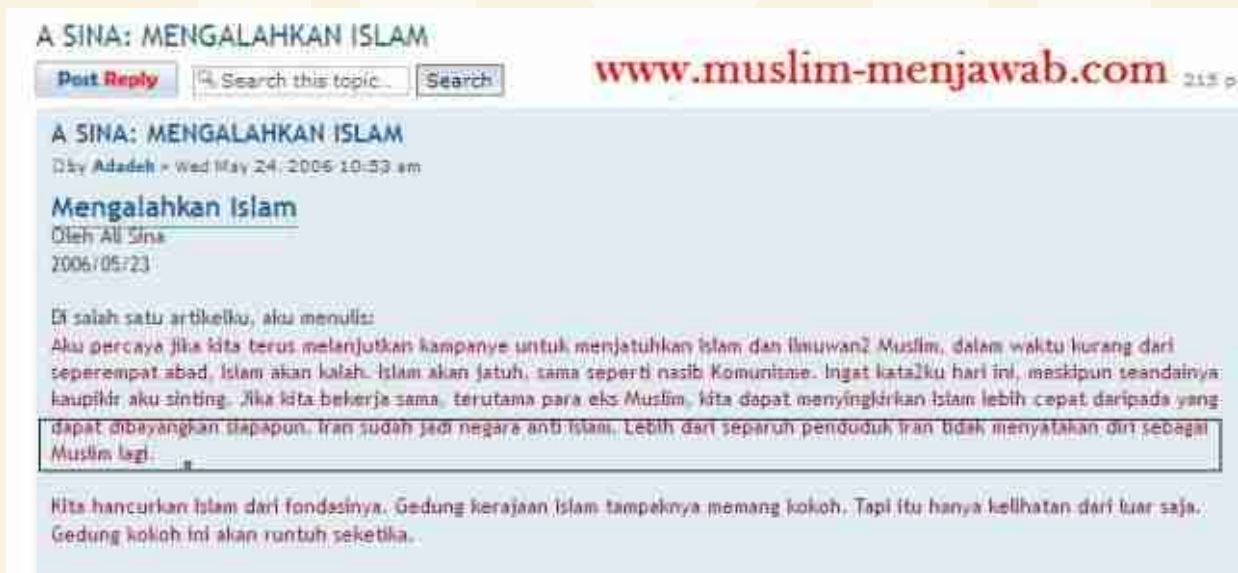 A SINA: MENGALAHKAN ISLAM
Post Reply Search this topic... Search www.muslim-menjawab.com 215 p
A SINA: MENGALAHKAN ISLAM
by Adadeh » Wed May 24, 2006 10:53 am
Mengalahkan Islam
Oleh Ali Sina
2006/05/23
Di salah satu artikelku, aku menulis:
Aku percaya jika kita terus melanjutkan kampanye untuk menjatuhkan Islam dan ilmuwan2 Muslim, dalam waktu kurang dari
seperempat abad, Islam akan kalah. Islam akan jatuh, sama seperti nasib Komunisme. Ingat kata2ku hari ini, meskipun seandainya
kaupikir aku sinting. Jika kita bekerja sama, terutama para eks Muslim, kita dapat menyingkirkan Islam lebih cepat daripada yang
dapat dibayangkan siapapun. Iran sudah jadi negara anti Islam. Lebih dari separuh penduduk Iran tidak menyatakan diri sebagai
Muslim lagi.
Kita hancurkan Islam dari fondasinya. Gedung kerajaan Islam tampaknya memang kokoh. Tapi itu hanya kelihatan dari luar saja.
Gedung kokoh ini akan runtuh seketika.